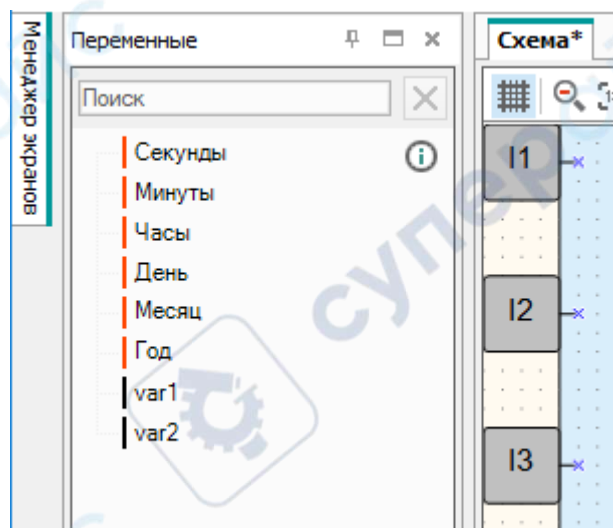 Менеджер экранов
Переменные
Поиск
Секунды
Минуты
Часы
День
Месяц
Год
var1
var2
Схема*
I1
I2
I3